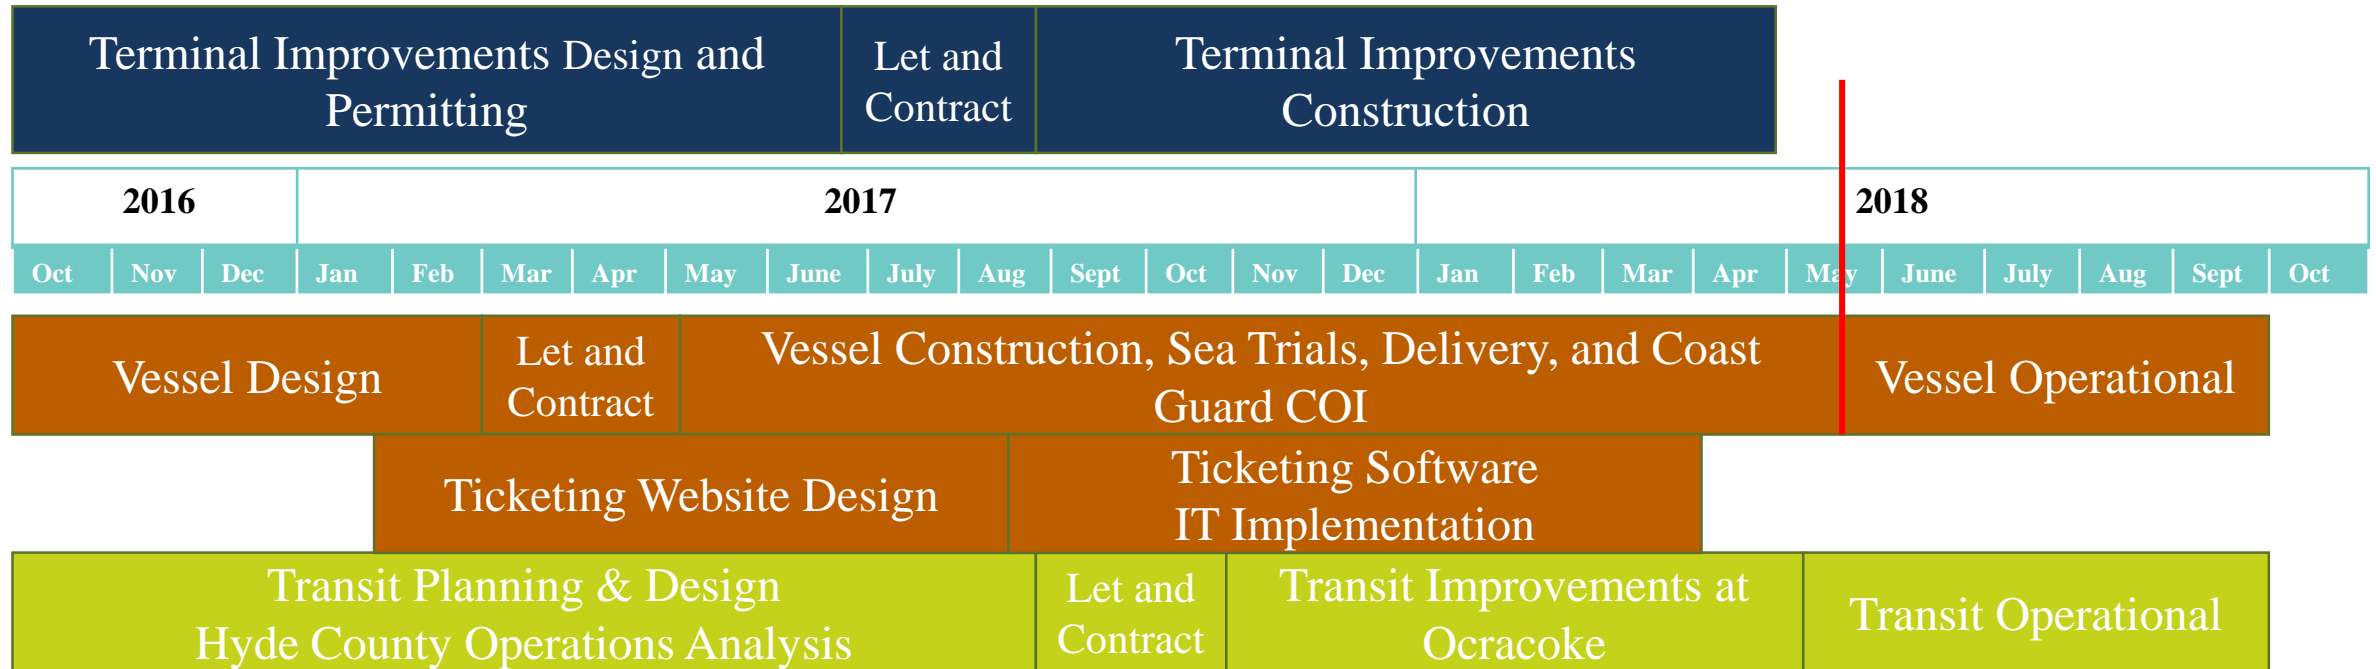 Terminal Improvements Design and
Permitting
Let and
Contract
Terminal Improvements
Construction
2016
2017
2018
Oct Nov Dec Jan Feb Mar Apr May June July Aug Sept Oct Nov Dec Jan Feb Mar Apr May June July Aug Sept Oct
Vessel Design
Let and
Contract
Vessel Construction, Sea Trials, Delivery, and Coast
Guard COI
Vessel Operational
Ticketing Website Design
Ticketing Software
IT Implementation
Transit Planning & Design
Hyde County Operations Analysis
Let and
Contract
Transit Improvements at
Ocracoke
Transit Operational